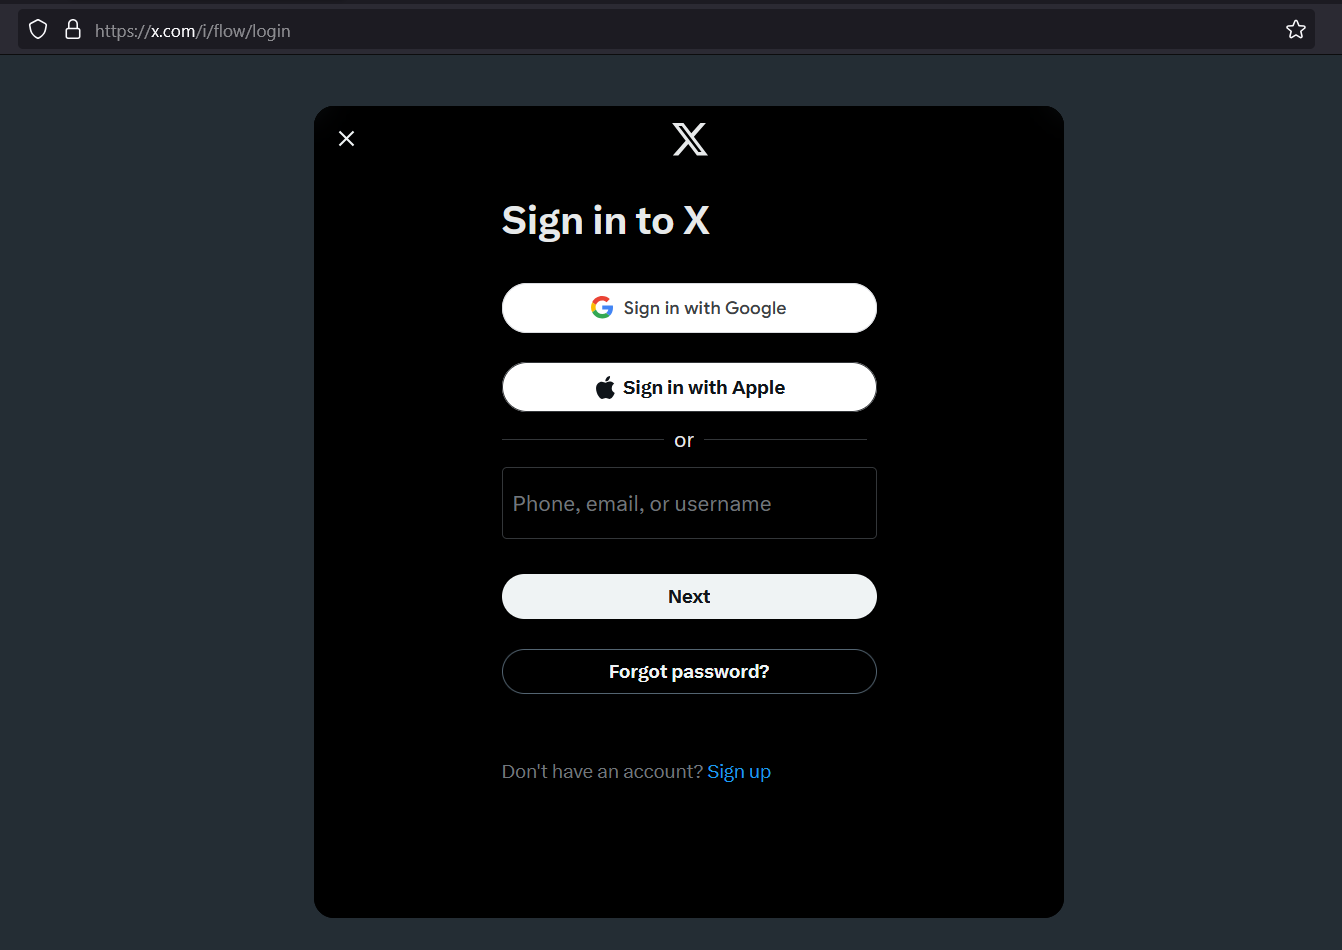 https://x.com/i/flow/login
Sign in to X
Sign in with Google
Sign in with Apple
or
Phone, email, or username
Next
Forgot password?
Don't have an account? Sign up